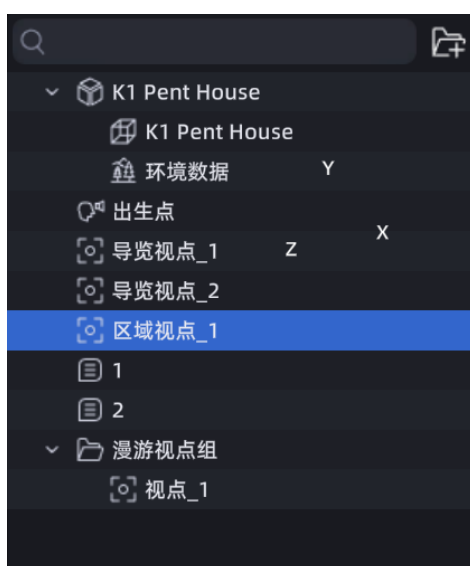 K1 Pent House
K1 Pent House
环境数据 Y
出生点
X
导览视点_1 Z
导览视点_2
区域视点_1
1
2
漫游视点组
视点_1